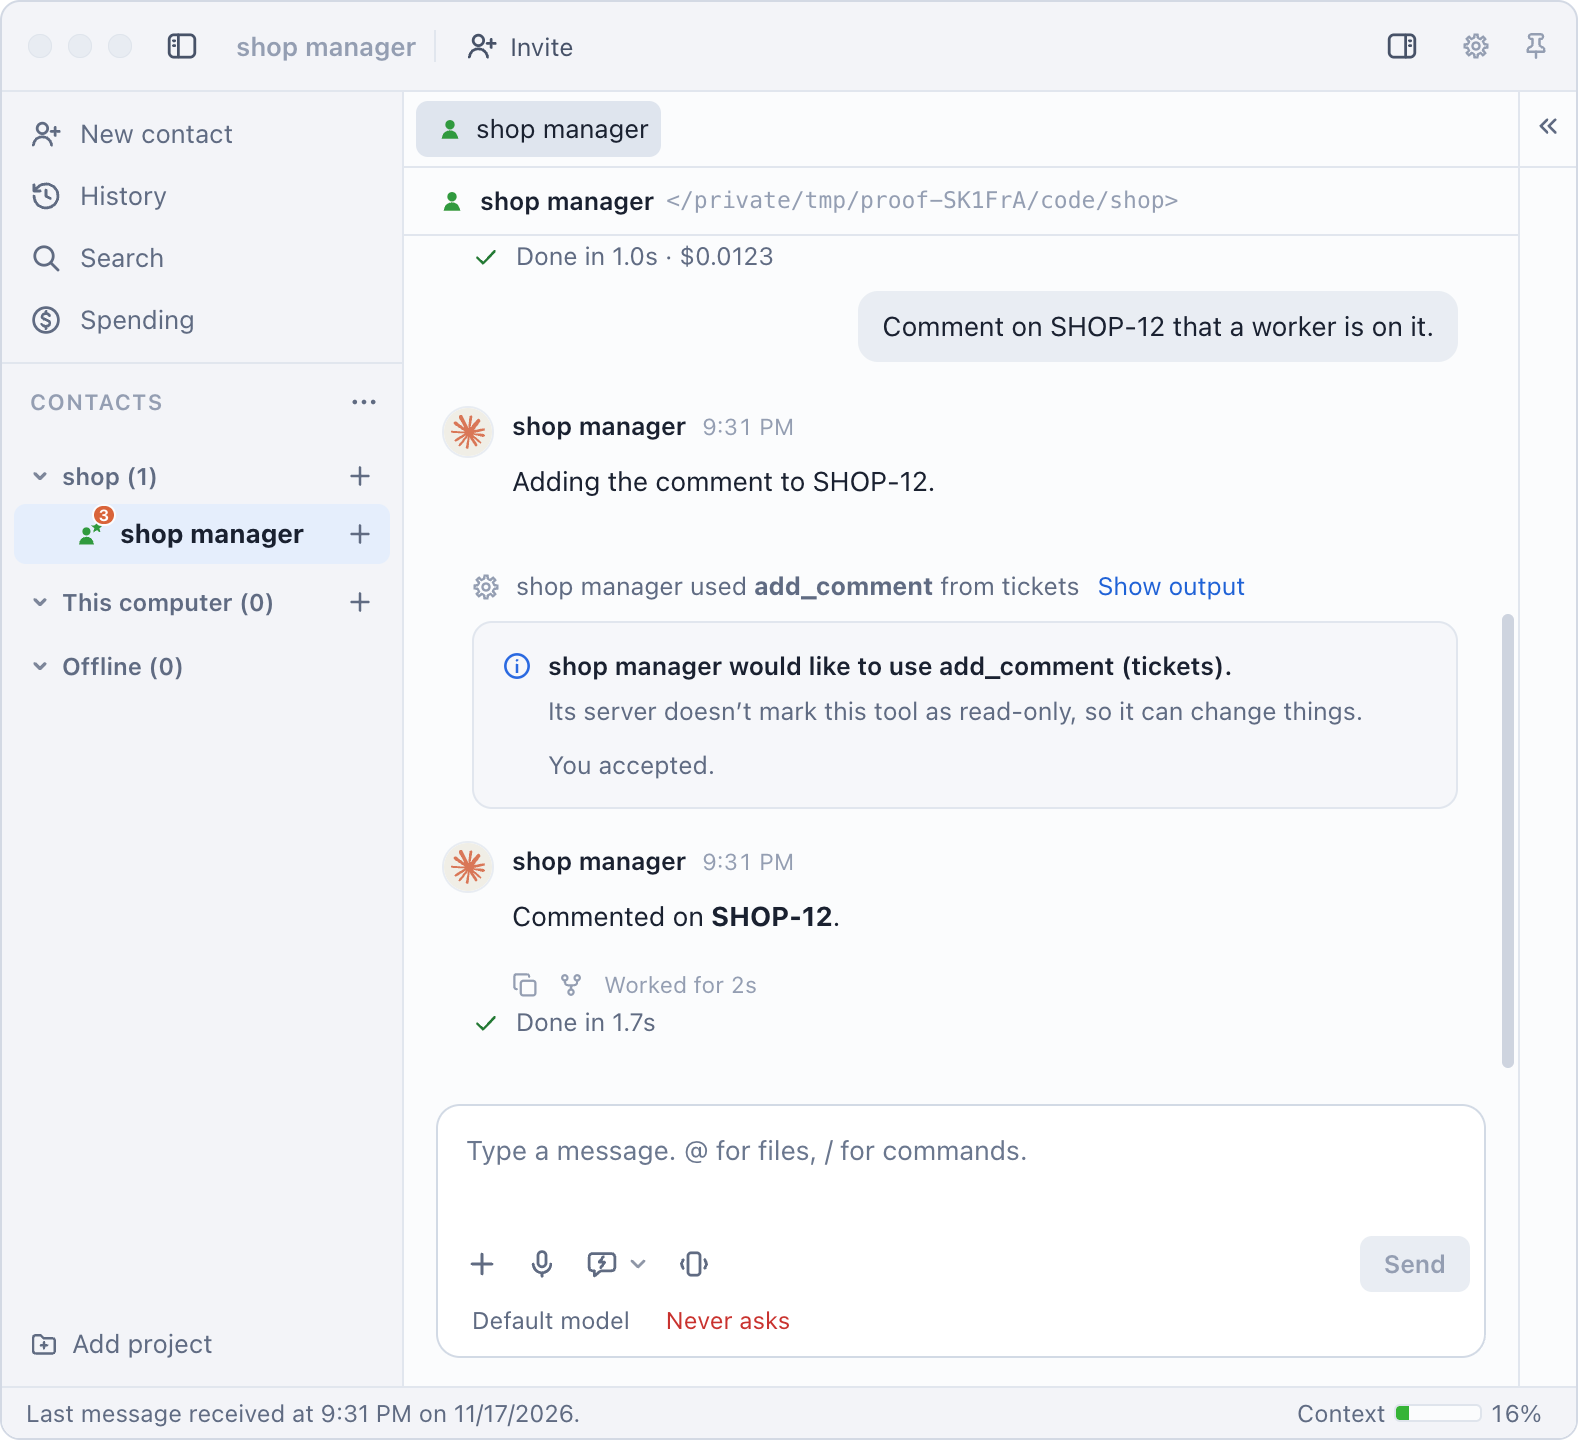 shop manager
Invite
New contact
History
Search
Spending
CONTACTS
shop (1)
3
shop manager
This computer (0)
Offline (0)
Add project
shop manager
shop manager </private/tmp/proof-SK1FrA/code/shop>
Done in 1.0s · $0.0123
Comment on SHOP-12 that a worker is on it.
shop manager 9:31 PM
Adding the comment to SHOP-12.
shop manager used add_comment from tickets Show output
shop manager would like to use add_comment (tickets).
Its server doesn’t mark this tool as read-only, so it can change things.
You accepted.
shop manager 9:31 PM
Commented on SHOP-12.
Worked for 2s
Done in 1.7s
Type a message. @ for files, / for commands.
Send
Default model Never asks
Last message received at 9:31 PM on 11/17/2026.
Context 16%